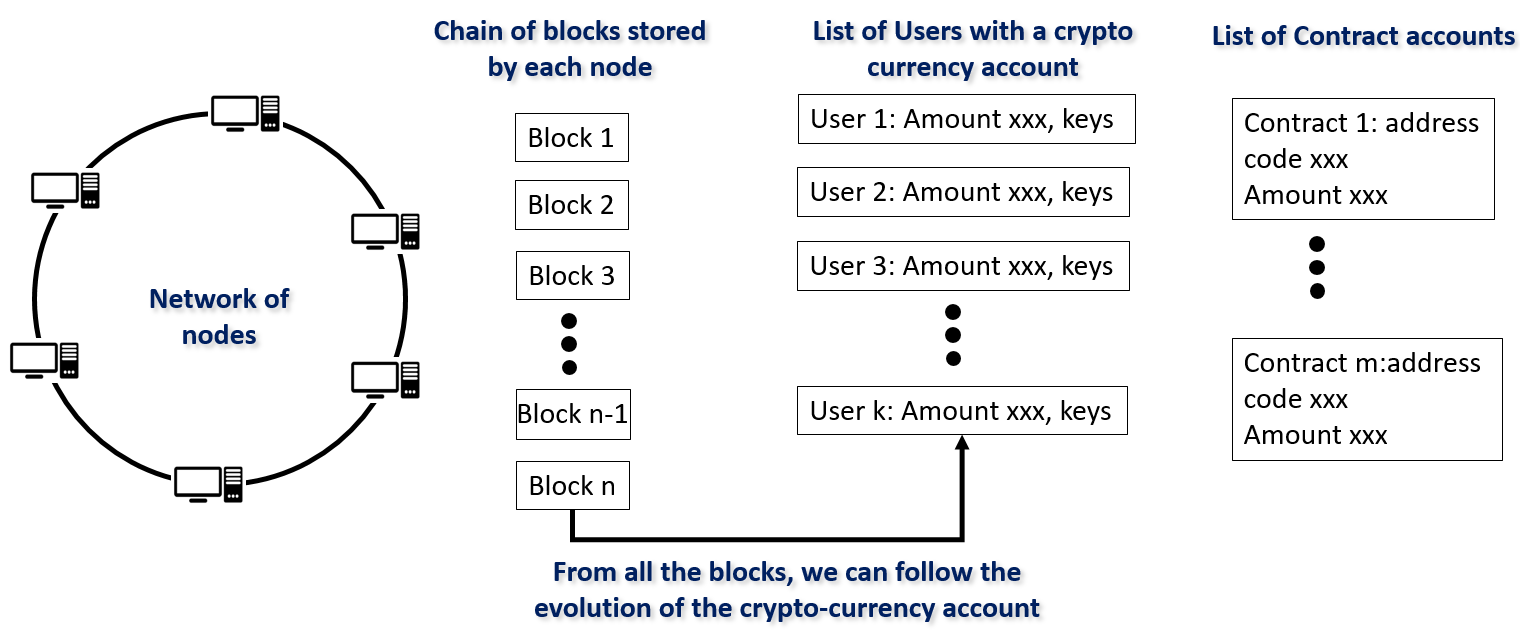 Network of
nodes
Chain of blocks stored
by each node
Block 1
Block 2
Block 3
Block n-1
Block n
List of Users with a crypto
currency account
User 1: Amount xxx, keys
User 2: Amount xxx, keys
User 3: Amount xxx, keys
User k: Amount xxx, keys
From all the blocks, we can follow the
evolution of the crypto-currency account
List of Contract accounts
Contract 1: address
code xxx
Amount xxx
Contract m:address
code xxx
Amount xxx